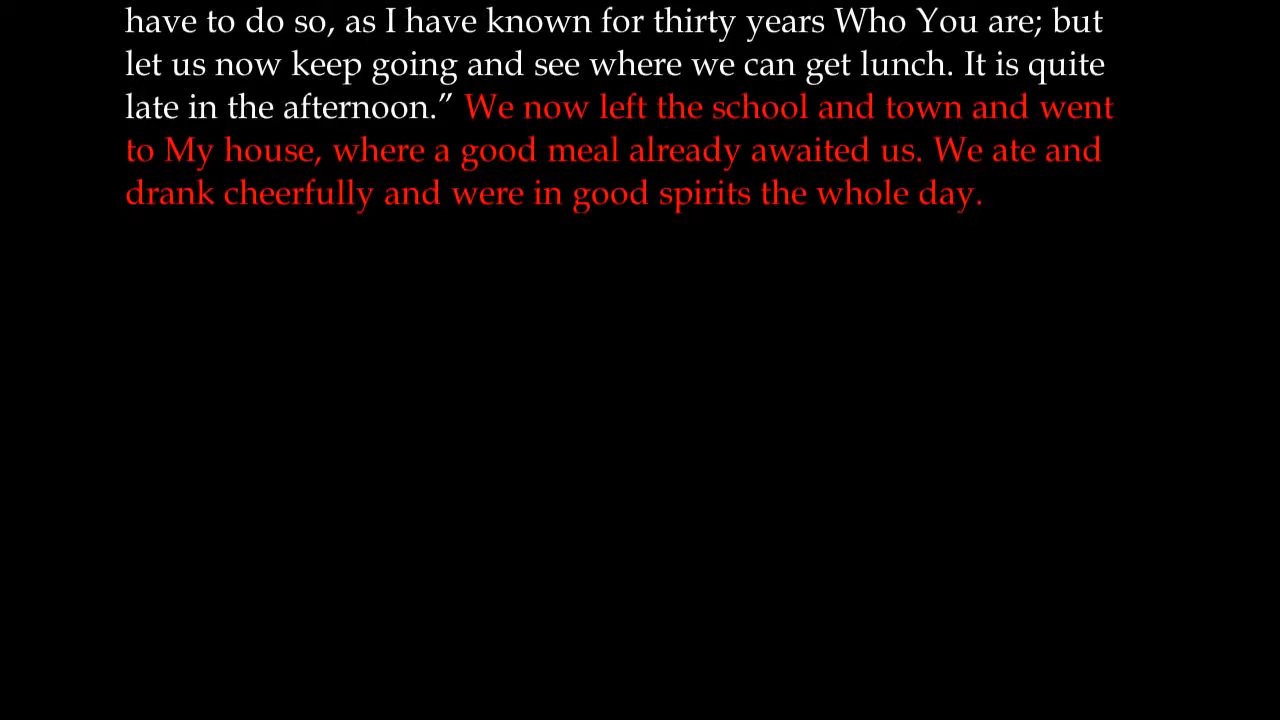 have to do so, as I have known for thirty years Who You are; but
let us now keep going and see where we can get lunch. It is quite
late in the afternoon.” We now left the school and town and went
to My house, where a good meal already awaited us. We ate and
drank cheerfully and were in good spirits the whole day.